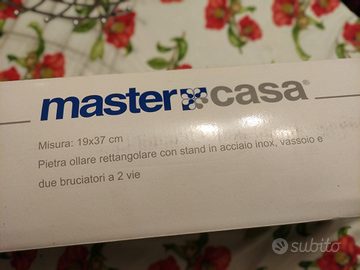 master casa®
Misura: 19x37 cm
Pietra ollare rettangolare con stand in acciaio inox, vassoio e
due bruciatori a 2 vie
subito